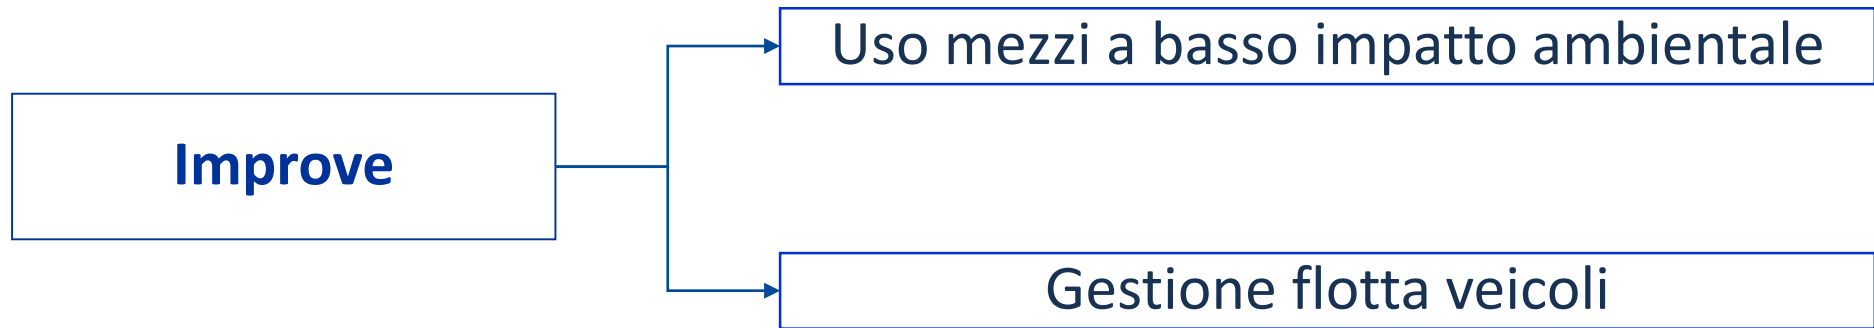 Uso mezzi a basso impatto ambientale
Improve
Gestione flotta veicoli